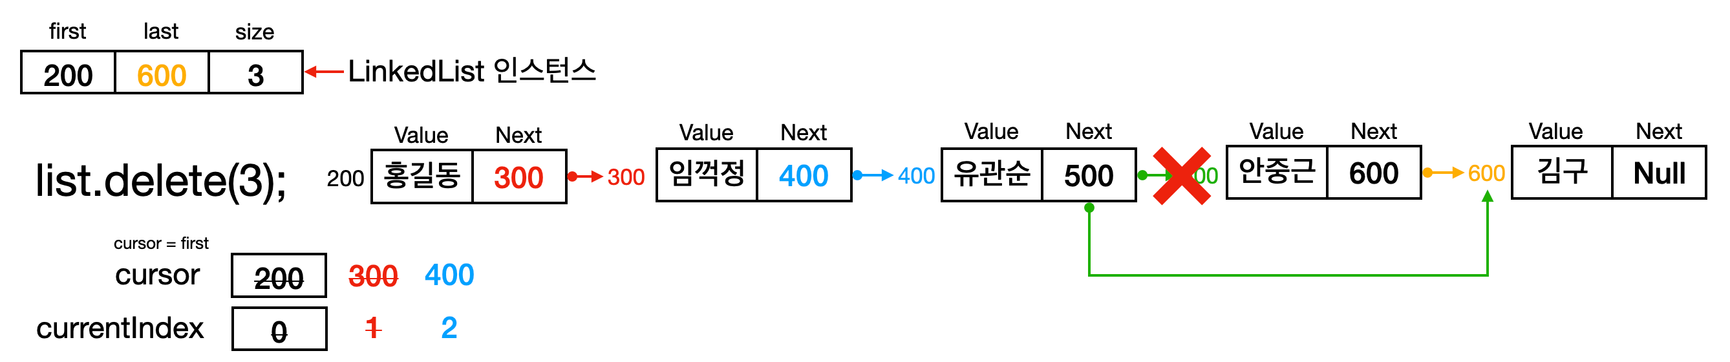 first last size
200 600 3 LinkedList 인스턴스
Value Next Value Next Value Next Value Next Value Next
list.delete(3); 200 홍길동 300 300 임꺽정 400 400 유관순 500 안중근 600 600 김구 Null
cursor = first
cursor 200 300 400
currentIndex 0 1 2